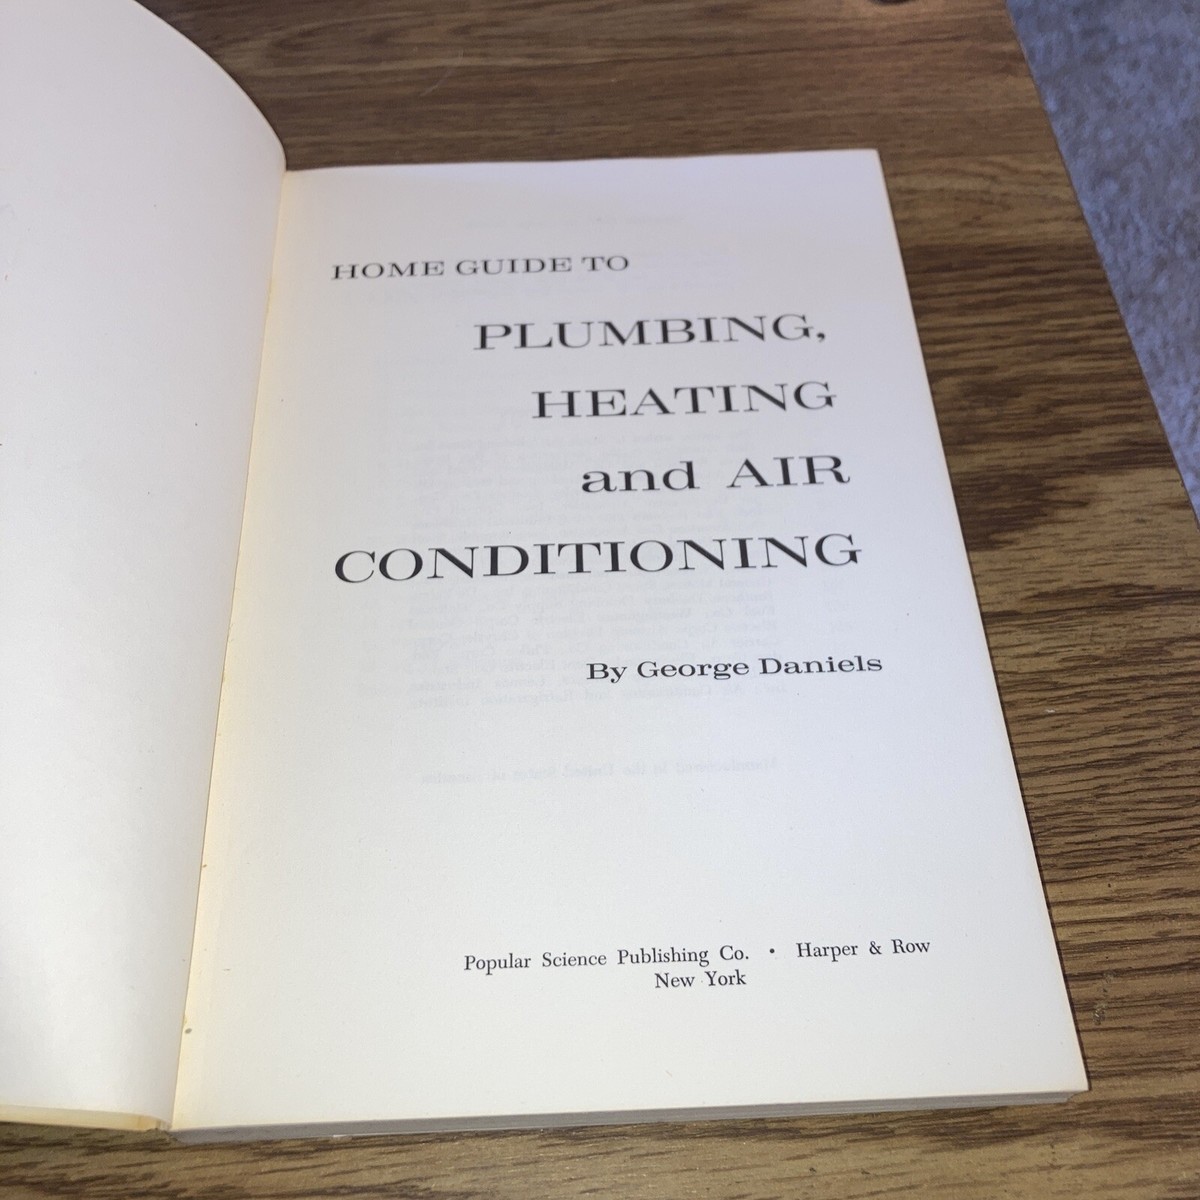 HOME GUIDE TO
PLUMBING,
HEATING
and AIR
CONDITIONING
By George Daniels
Popular Science Publishing Co. • Harper & Row
New York